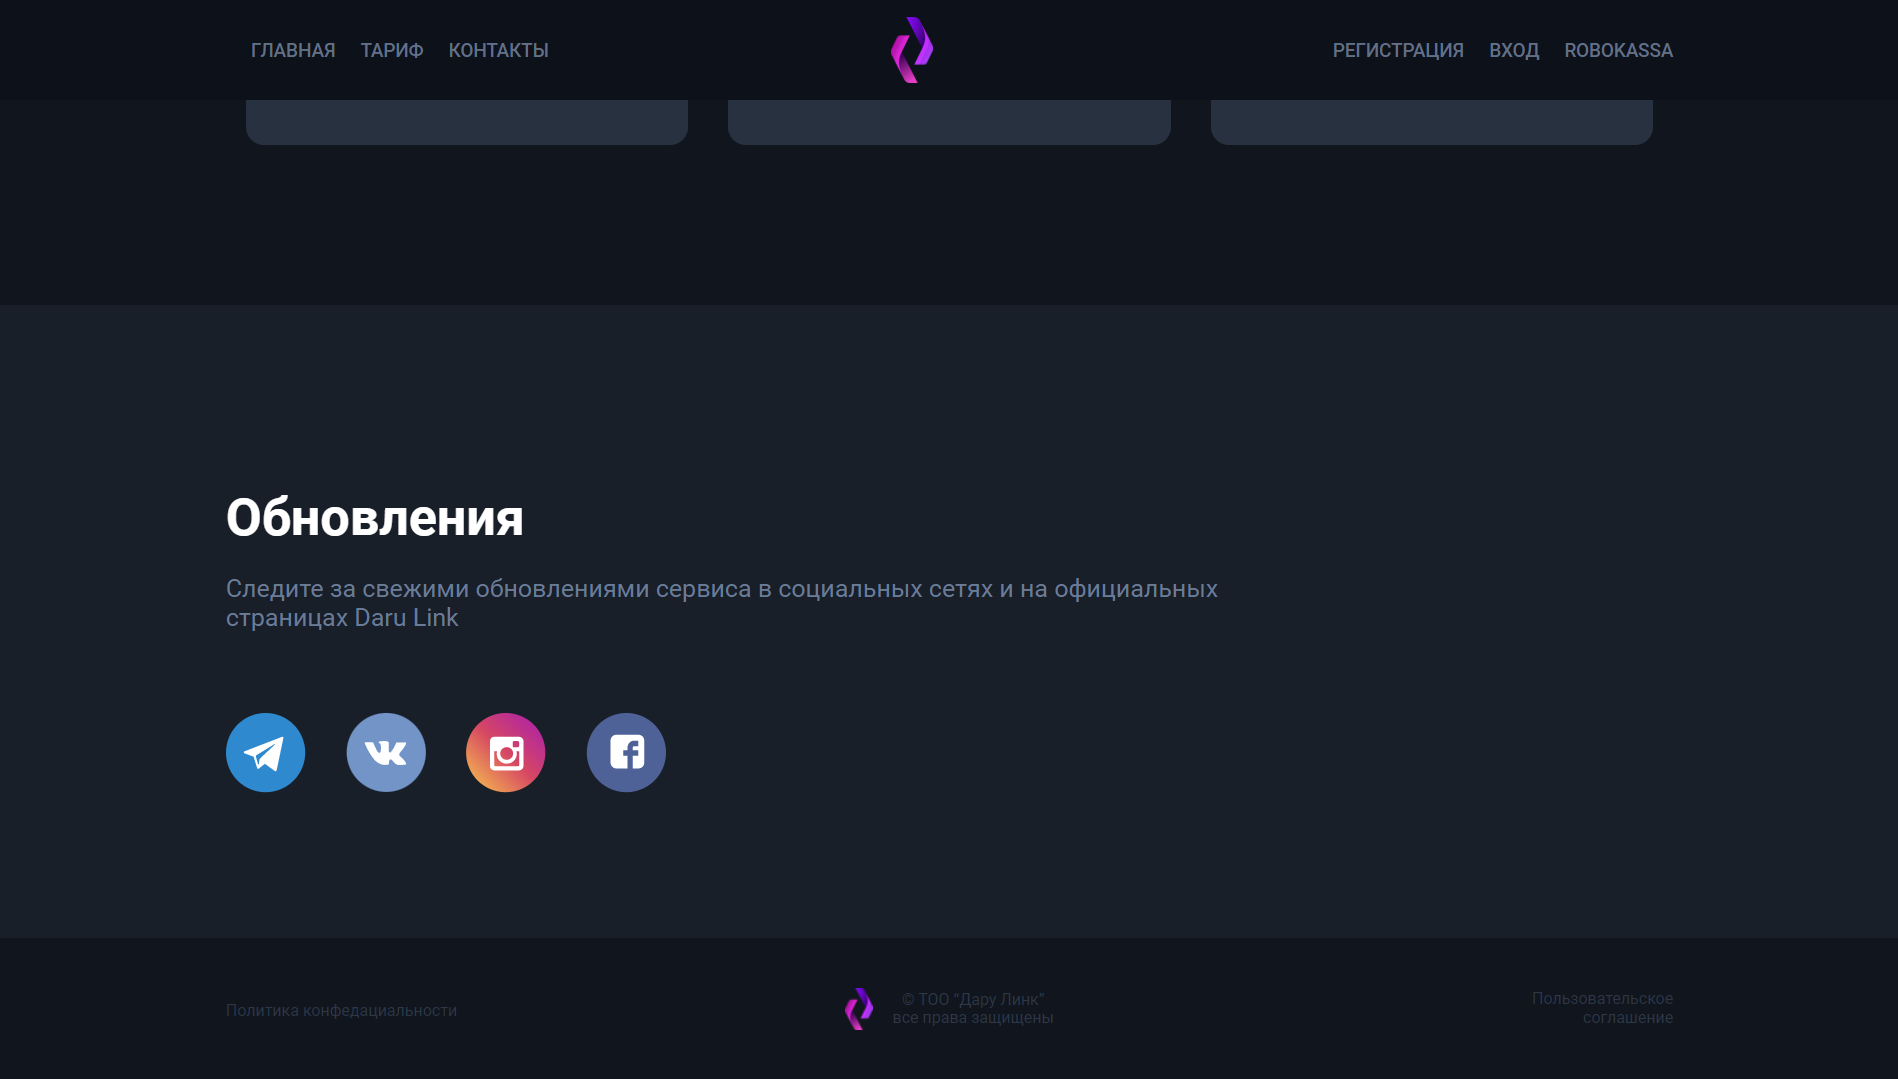 ГЛАВНАЯ ТАРИФ КОНТАКТЫ РЕГИСТРАЦИЯ ВХОД ROBOKASSA
Обновления
Следите за свежими обновлениями сервиса в социальных сетях и на официальных
страницах Daru Link
Политика конфедациальности
© ТОО "Дару Линк"
все права защищены
Пользовательское
соглашение